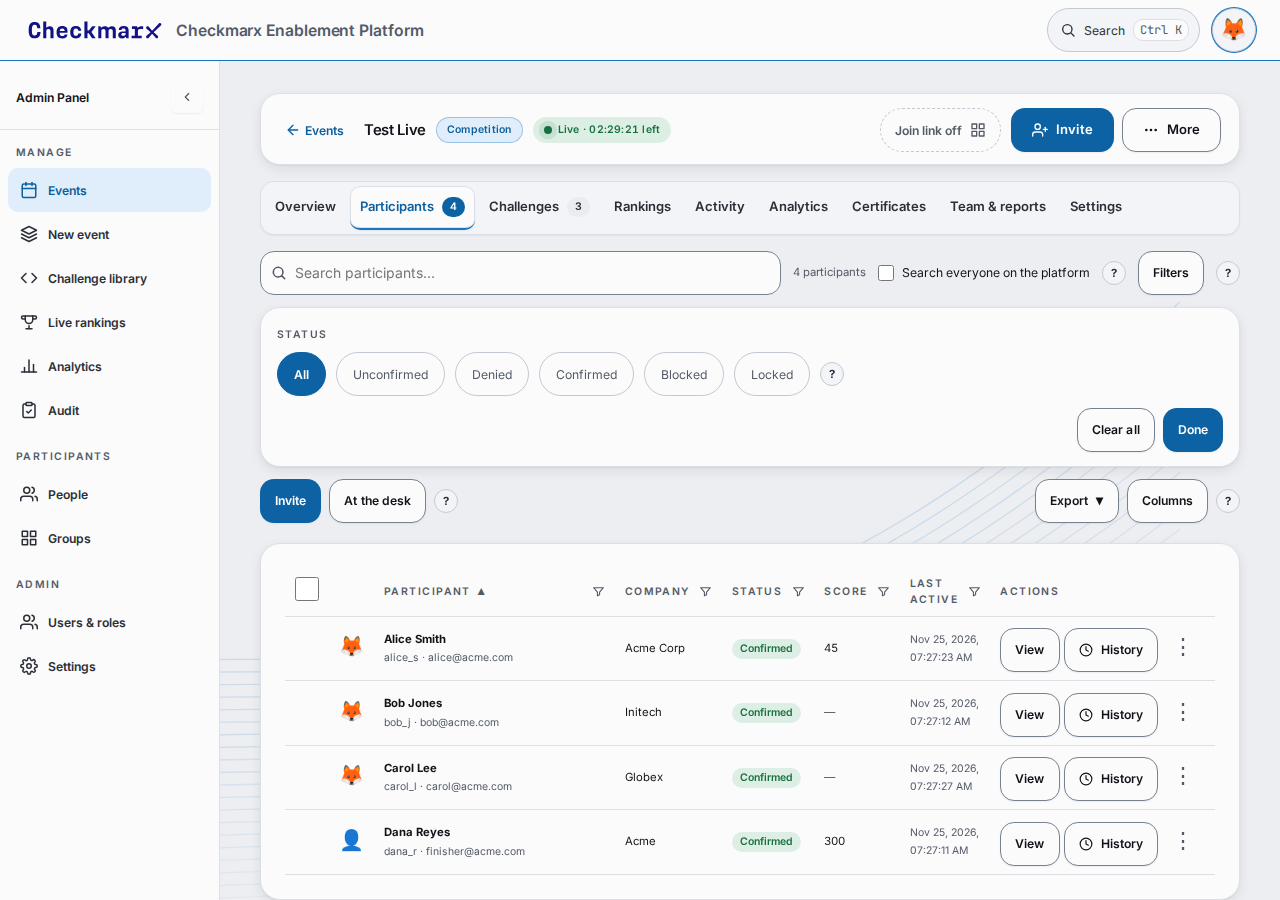 Checkmarx Checkmarx Enablement Platform Search Ctrl K
Admin Panel
MANAGE
Events
New event
Challenge library
Live rankings
Analytics
Audit
PARTICIPANTS
People
Groups
ADMIN
Users & roles
Settings
Events Test Live Competition Live · 02:29:21 left Join link off Invite ··· More
Overview Participants 4 Challenges 3 Rankings Activity Analytics Certificates Team & reports Settings
Search participants... 4 participants Search everyone on the platform ? Filters ?
STATUS
All Unconfirmed Denied Confirmed Blocked Locked ?
Clear all Done
Invite At the desk ? Export ▼ Columns ?
PARTICIPANT ▲ COMPANY STATUS SCORE LAST ACTIVE ACTIONS
Alice Smith
alice_s · alice@acme.com
Acme Corp Confirmed 45 Nov 25, 2026, 07:27:23 AM View History
Bob Jones
bob_j · bob@acme.com
Initech Confirmed — Nov 25, 2026, 07:27:12 AM View History
Carol Lee
carol_l · carol@acme.com
Globex Confirmed — Nov 25, 2026, 07:27:27 AM View History
Dana Reyes
dana_r · finisher@acme.com
Acme Confirmed 300 Nov 25, 2026, 07:27:11 AM View History